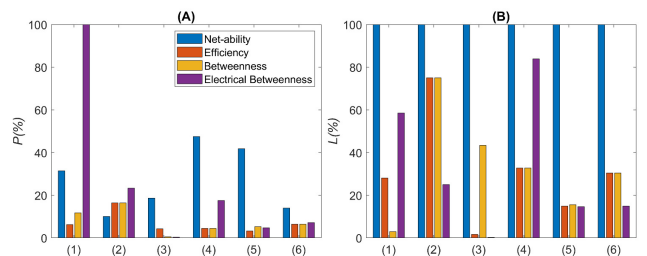 (A)
P(%)
100
80
60
40
20
0
Net-ability
Efficiency
Betweenness
Electrical Betweenness
(1) (2) (3) (4) (5) (6)
(B)
L(%)
100
80
60
40
20
0
(1) (2) (3) (4) (5) (6)